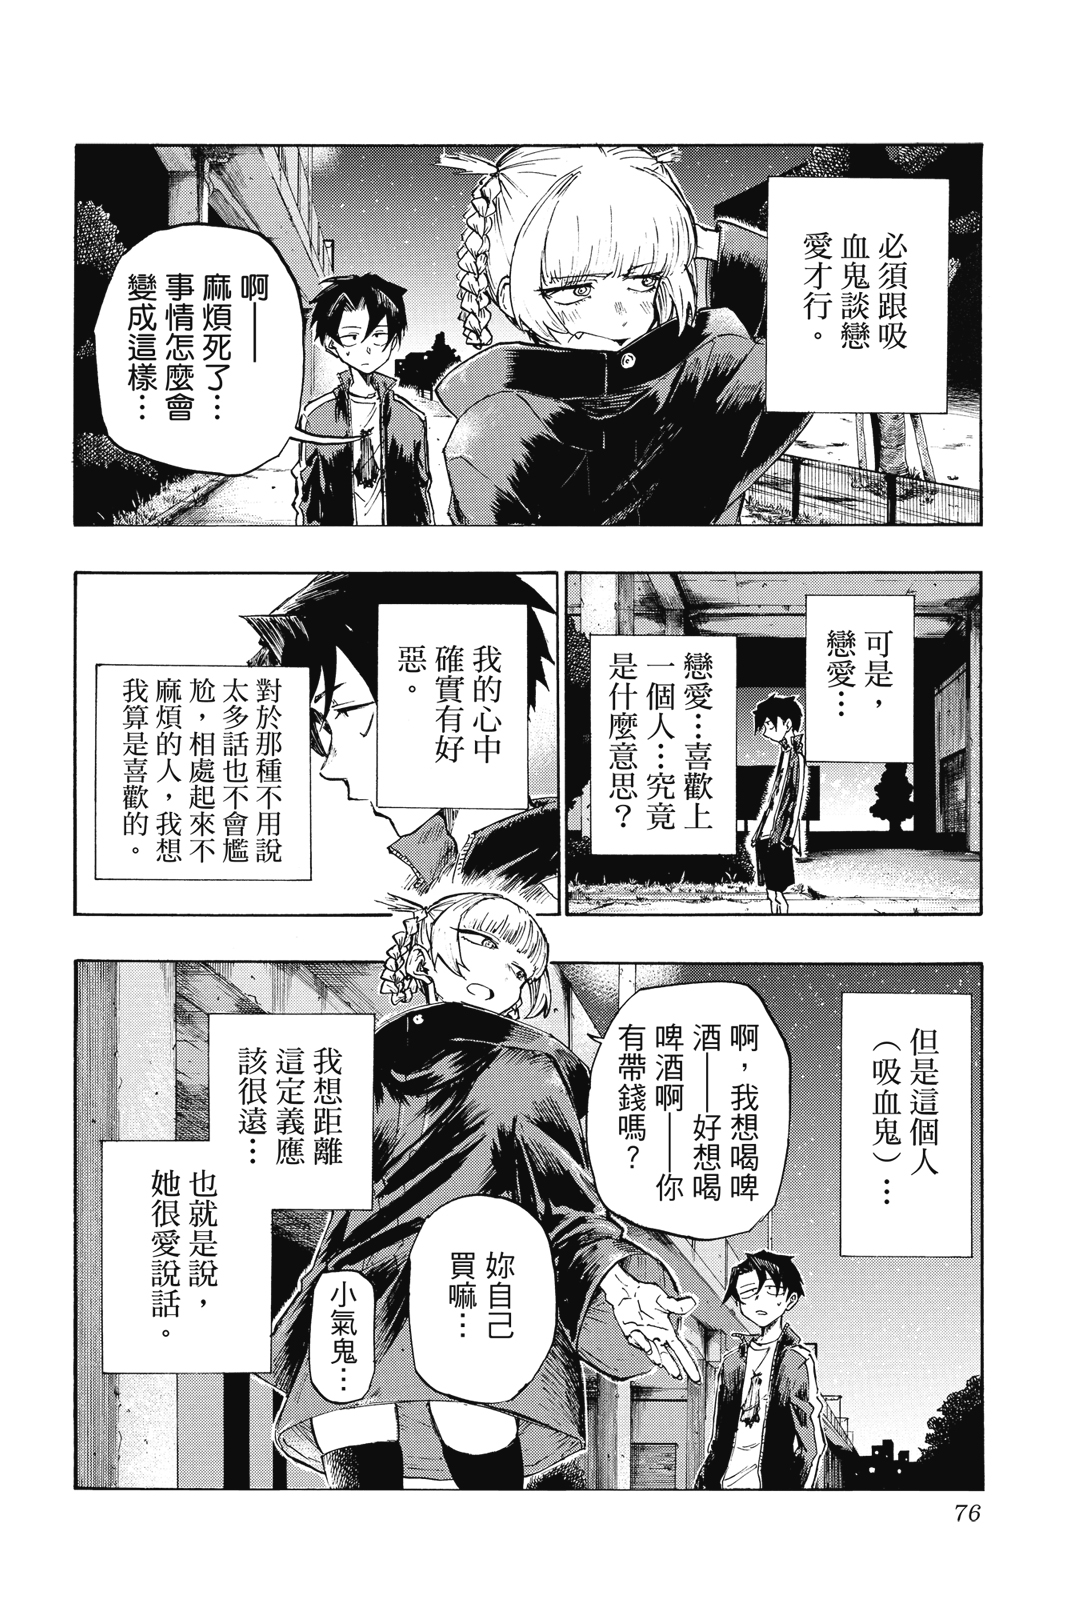 必須跟吸
血鬼談戀
愛才行。
啊——
麻煩死了…
事情怎麼會
變成這樣…
可是，
戀愛…
戀愛…喜歡上
一個人…究竟
是什麼意思？
我的心中
確實有好
惡。
對於那種不用說
太多話也不會尷
尬，相處起來不
麻煩的人，我想
我算是喜歡的。
但是這個人
（吸血鬼）…
啊，我想喝啤
酒——好想喝
啤酒啊——你
有帶錢嗎？
妳自己
買嘛…
小氣鬼…
我想距離
這定義應
該很遠…
也就是說，
她很愛說話。
76